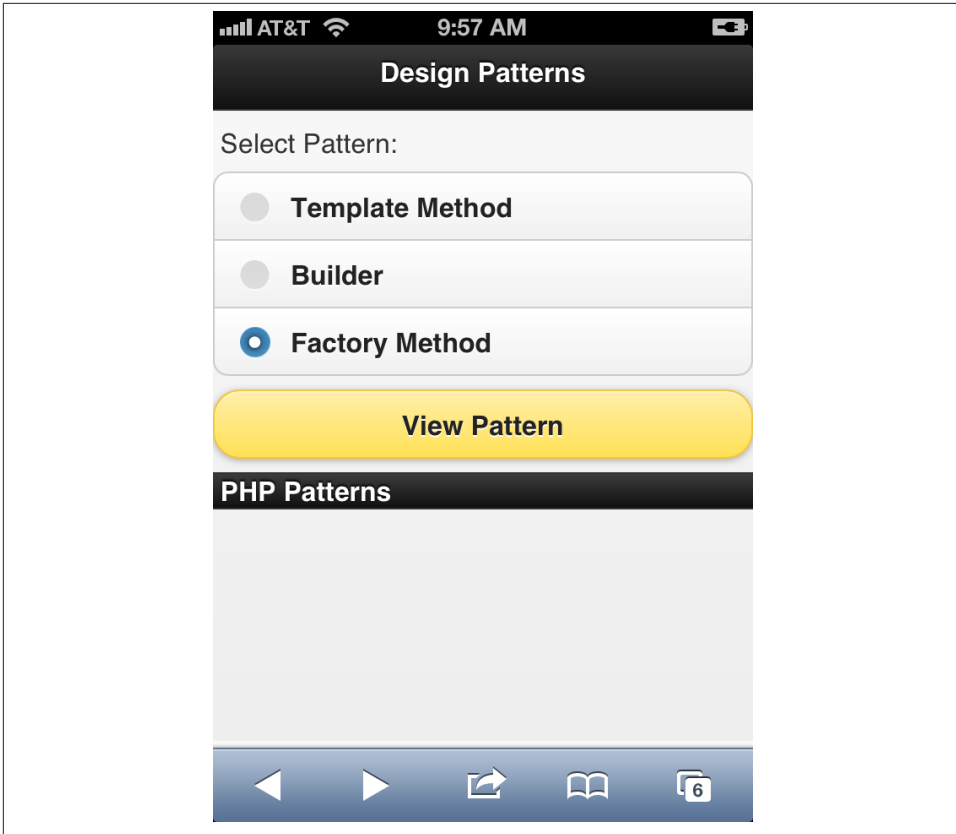 AT&T 9:57 AM
Design Patterns
Select Pattern:
Template Method
Builder
Factory Method
View Pattern
PHP Patterns
6